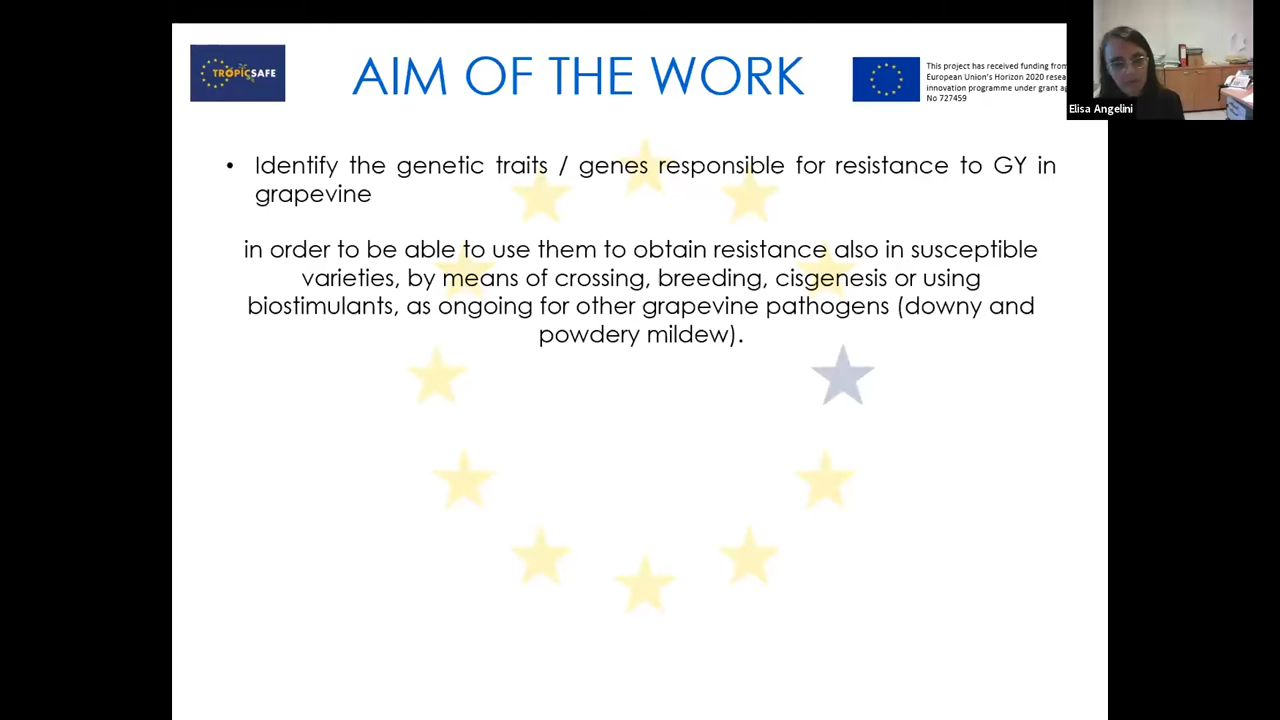 TROPICSAFE
AIM OF THE WORK
This project has received funding from
European Union's Horizon 2020
innovation programme under grant
No 727459
Elisa Angelini
• Identify the genetic traits / genes responsible for resistance to GY in
grapevine
in order to be able to use them to obtain resistance also in susceptible
varieties, by means of crossing, breeding, cisgenesis or using
biostimulants, as ongoing for other grapevine pathogens (downy and
powdery mildew).